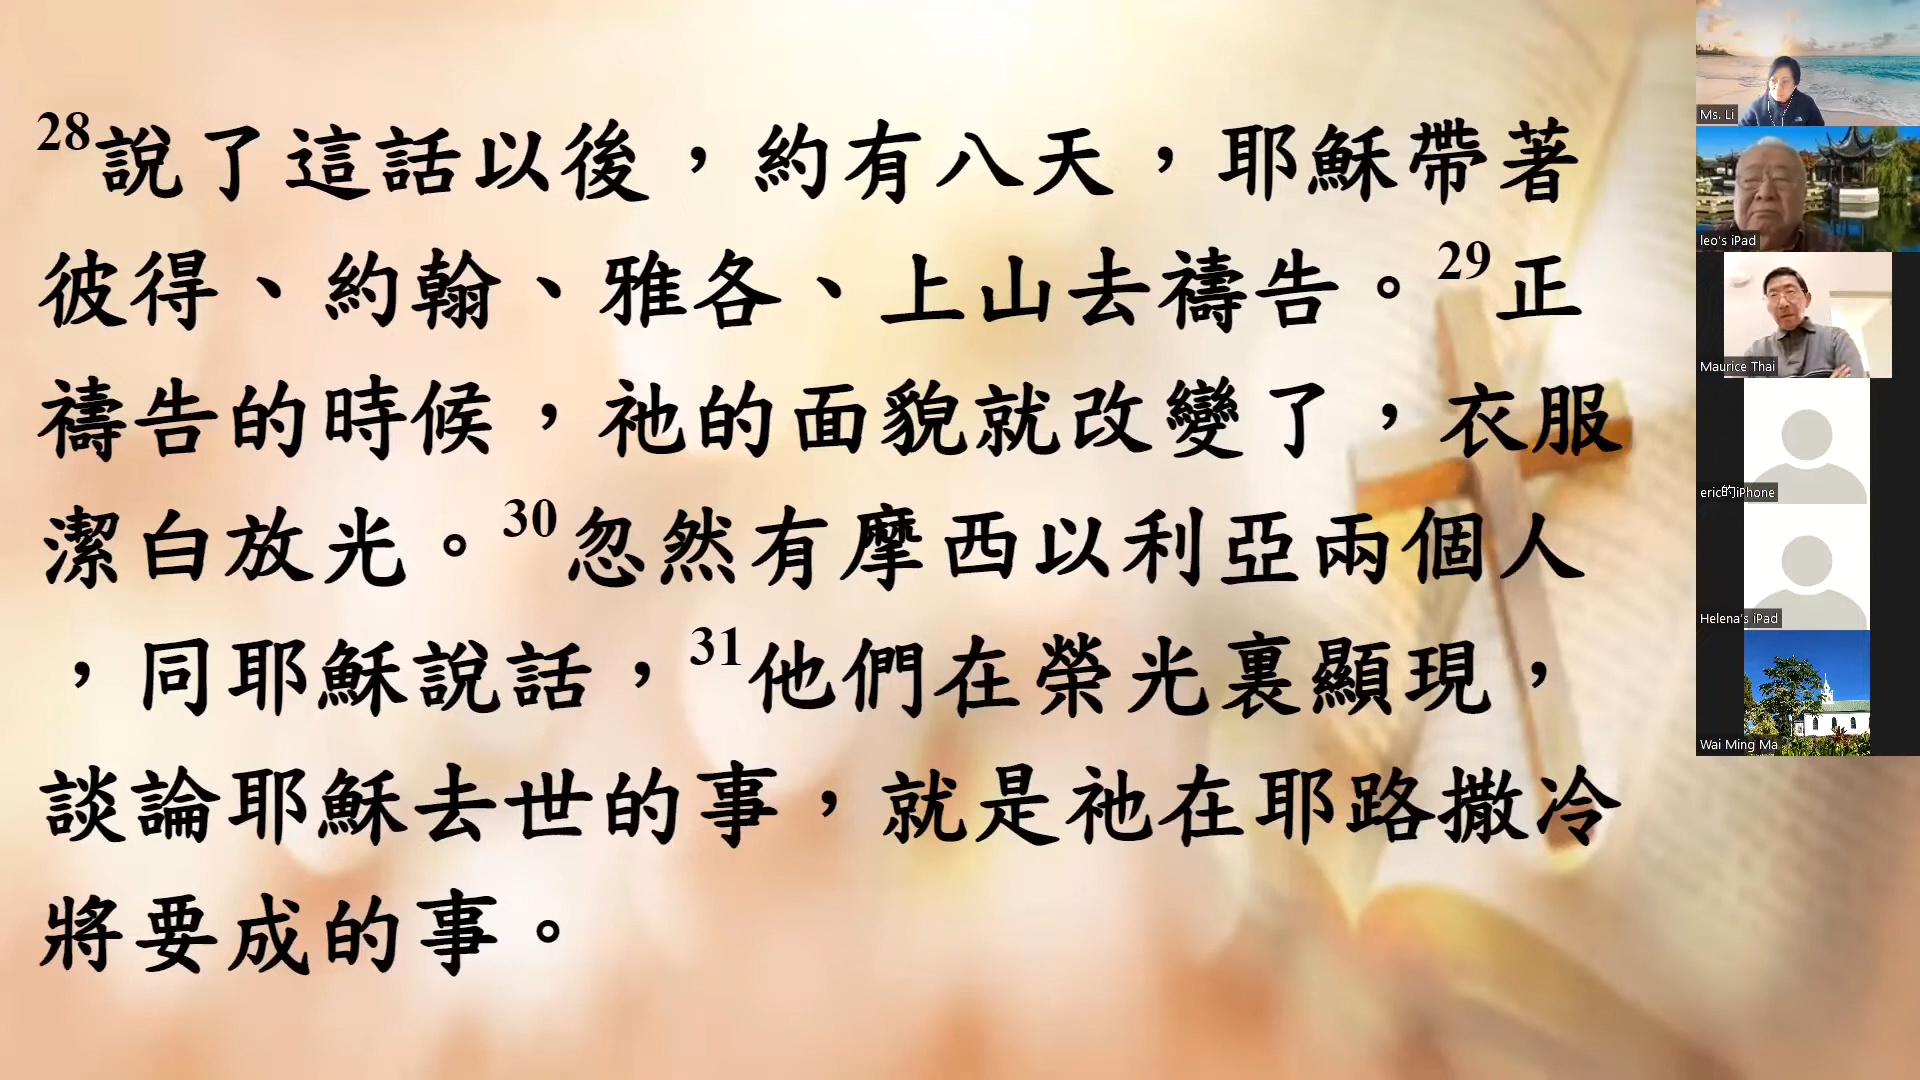 28說了這話以後，約有八天，耶穌帶著
彼得、約翰、雅各、上山去禱告。29正
禱告的時候，祂的面貌就改變了，衣服
潔白放光。30忽然有摩西以利亞兩個人
，同耶穌說話，31他們在榮光裏顯現，
談論耶穌去世的事，就是祂在耶路撒冷
將要成的事。
Ms. Li
leo's iPad
Maurice Thai
eric的iPhone
Helena's iPad
Wai Ming Ma